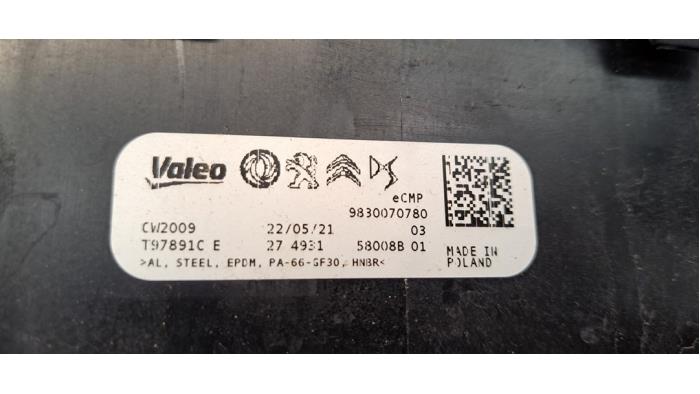 Valeo DS
eCMP
9830070780
CW2009 22/05/21 03
T97891C E 27 4931 58008B 01
MADE IN
POLAND
>AL, STEEL, EPDM, PA-66-GF30, HNBR<